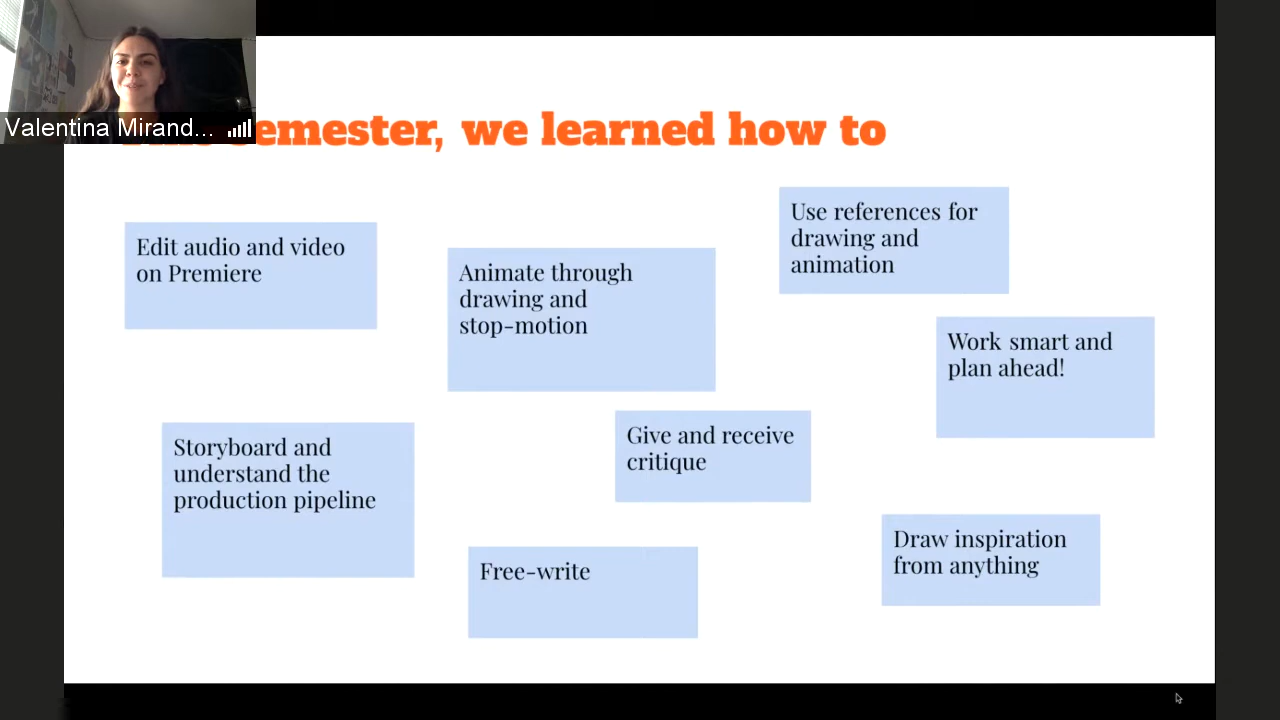 Valentina Mirand...
semester, we learned how to
Use references for
drawing and
animation
Edit audio and video
on Premiere
Animate through
drawing and
stop-motion
Work smart and
plan ahead!
Storyboard and
understand the
production pipeline
Give and receive
critique
Draw inspiration
from anything
Free-write